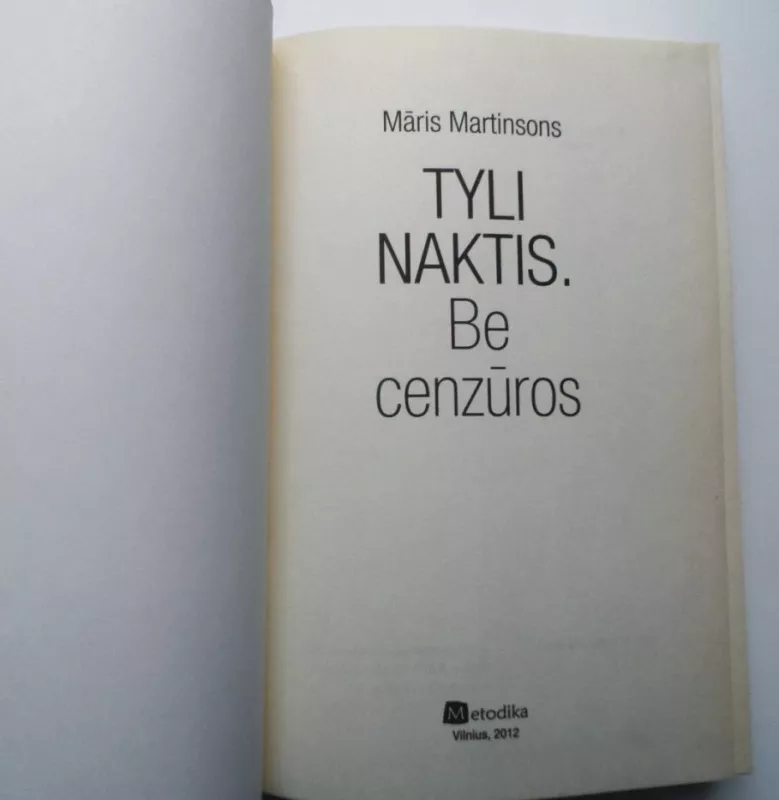 Māris Martinsons
TYLI
NAKTIS.
Be
cenzūros
Metodika
Vilnius, 2012